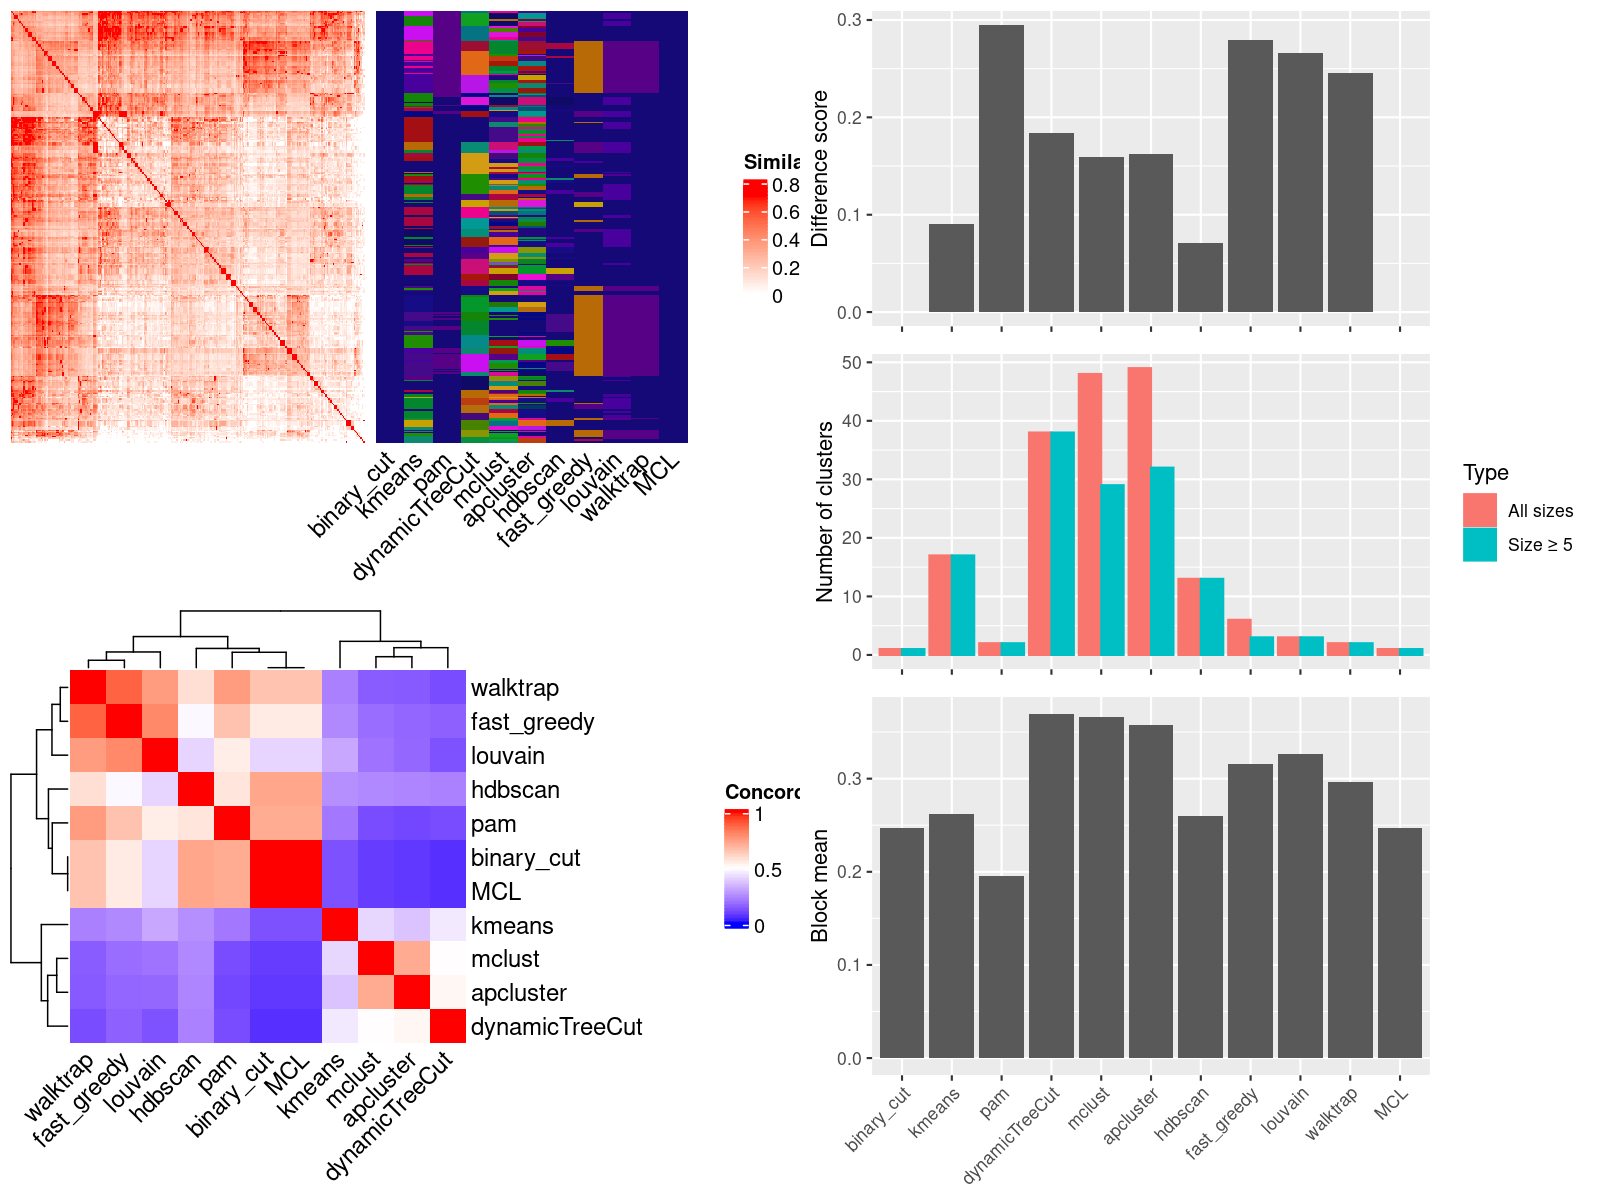 Simila
0.8
0.6
0.4
0.2
0
binary_cut
kmeans
pam
dynamicTreeCut
mclust
apcluster
hdbscan
fast_greedy
louvain
walktrap
MCL
walktrap
fast_greedy
louvain
hdbscan
pam
binary_cut
MCL
kmeans
mclust
apcluster
dynamicTreeCut
walktrap
fast_greedy
louvain
hdbscan
pam
binary_cut
MCL
kmeans
mclust
apcluster
dynamicTreeCut
Concord
1
0.5
0
Difference score
0.3
0.2
0.1
0.0
Number of clusters
50
40
30
20
10
0
Type
All sizes
Size ≥ 5
Block mean
0.3
0.2
0.1
0.0
binary_cut
kmeans
pam
dynamicTreeCut
mclust
apcluster
hdbscan
fast_greedy
louvain
walktrap
MCL